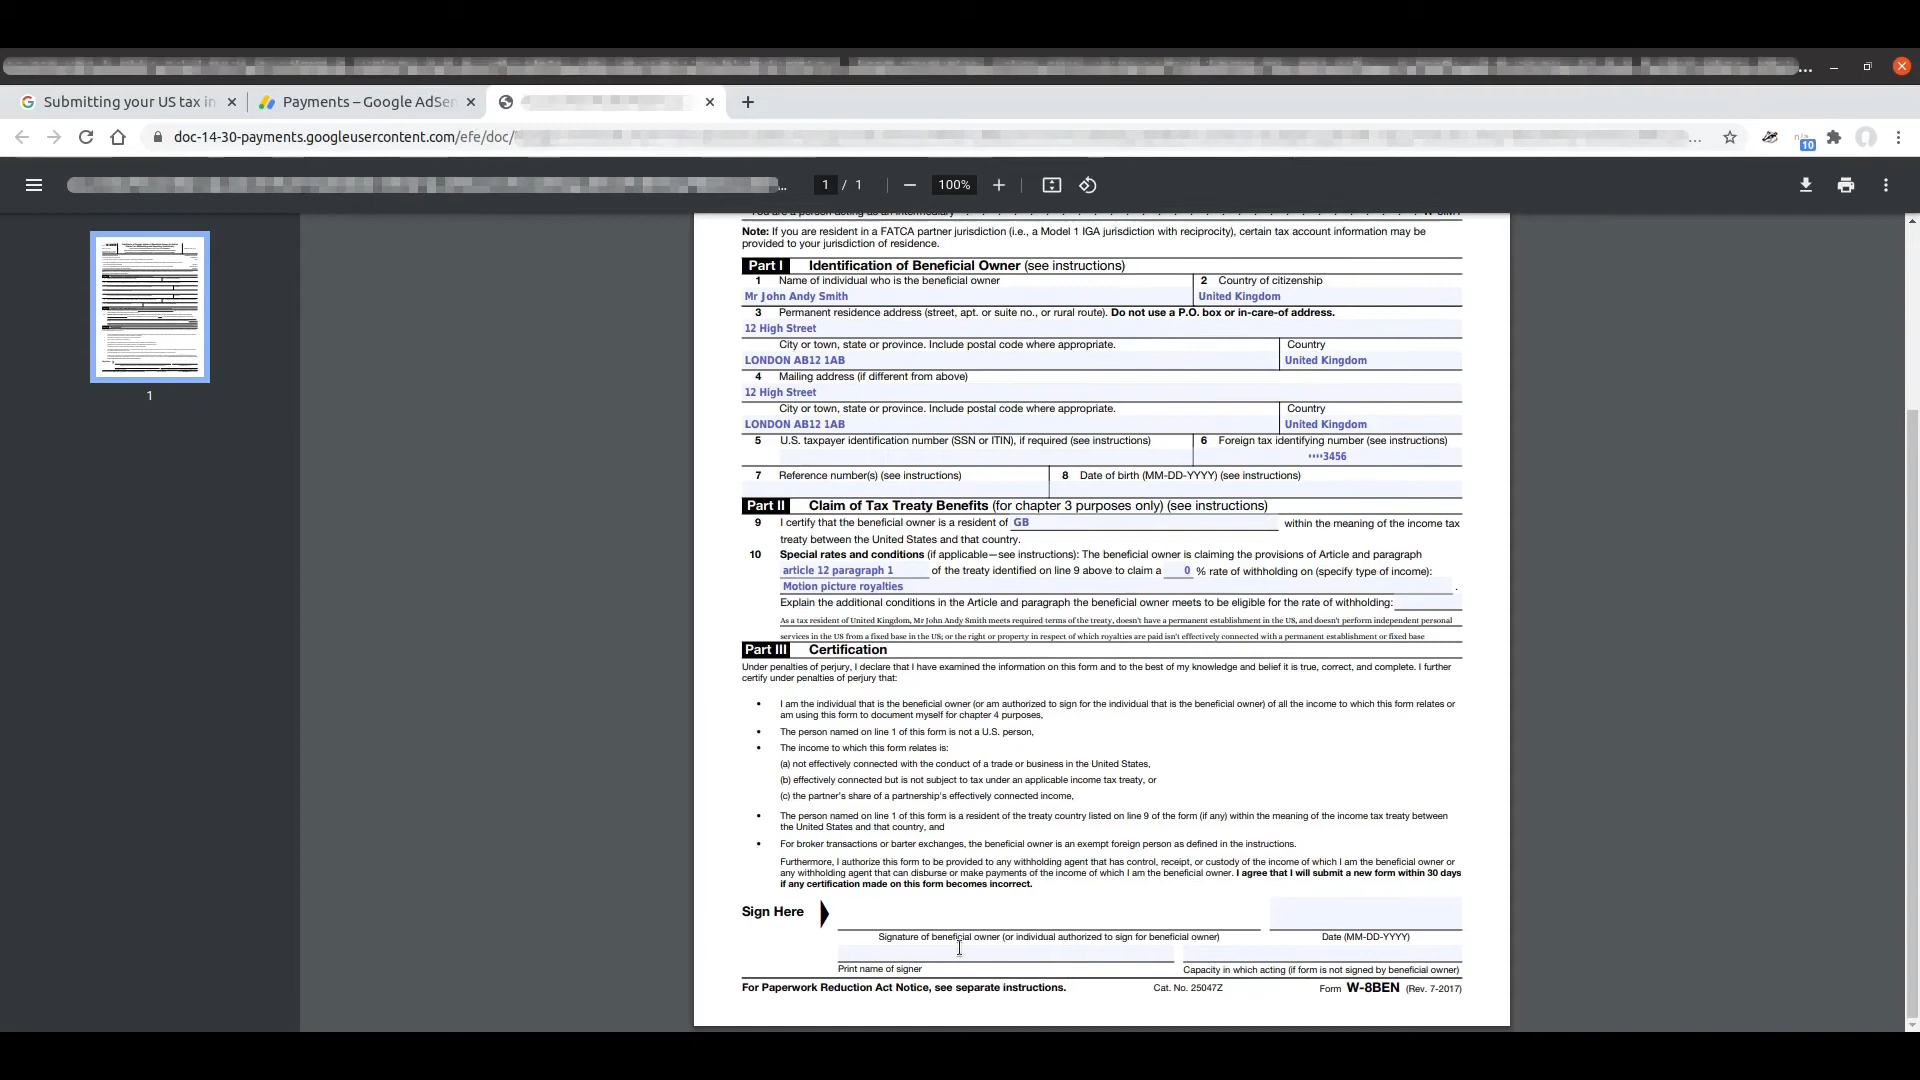 Submitting your US tax in
Payments – Google AdSen
doc-14-30-payments.googleusercontent.com/efe/doc/
...
10
...
1 / 1
100%
1
Note: If you are resident in a FATCA partner jurisdiction (i.e., a Model 1 IGA jurisdiction with reciprocity), certain tax account information may be
provided to your jurisdiction of residence.
Part I Identification of Beneficial Owner (see instructions)
1 Name of individual who is the beneficial owner
2 Country of citizenship
Mr John Andy Smith
United Kingdom
3 Permanent residence address (street, apt. or suite no., or rural route). Do not use a P.O. box or in-care-of address.
12 High Street
City or town, state or province. Include postal code where appropriate.
Country
LONDON AB12 1AB
United Kingdom
4 Mailing address (if different from above)
12 High Street
City or town, state or province. Include postal code where appropriate.
Country
LONDON AB12 1AB
United Kingdom
5 U.S. taxpayer identification number (SSN or ITIN), if required (see instructions)
6 Foreign tax identifying number (see instructions)
••••3456
7 Reference number(s) (see instructions)
8 Date of birth (MM-DD-YYYY) (see instructions)
Part II Claim of Tax Treaty Benefits (for chapter 3 purposes only) (see instructions)
9 I certify that the beneficial owner is a resident of GB within the meaning of the income tax
treaty between the United States and that country.
10 Special rates and conditions (if applicable—see instructions): The beneficial owner is claiming the provisions of Article and paragraph
article 12 paragraph 1 of the treaty identified on line 9 above to claim a 0 % rate of withholding on (specify type of income):
Motion picture royalties .
Explain the additional conditions in the Article and paragraph the beneficial owner meets to be eligible for the rate of withholding:
As a tax resident of United Kingdom, Mr John Andy Smith meets required terms of the treaty, doesn't have a permanent establishment in the US, and doesn't perform independent personal
services in the US from a fixed base in the US; or the right or property in respect of which royalties are paid isn't effectively connected with a permanent establishment or fixed base
Part III Certification
Under penalties of perjury, I declare that I have examined the information on this form and to the best of my knowledge and belief it is true, correct, and complete. I further
certify under penalties of perjury that:
• I am the individual that is the beneficial owner (or am authorized to sign for the individual that is the beneficial owner) of all the income to which this form relates or
am using this form to document myself for chapter 4 purposes,
• The person named on line 1 of this form is not a U.S. person,
• The income to which this form relates is:
(a) not effectively connected with the conduct of a trade or business in the United States,
(b) effectively connected but is not subject to tax under an applicable income tax treaty, or
(c) the partner's share of a partnership's effectively connected income,
• The person named on line 1 of this form is a resident of the treaty country listed on line 9 of the form (if any) within the meaning of the income tax treaty between
the United States and that country, and
• For broker transactions or barter exchanges, the beneficial owner is an exempt foreign person as defined in the instructions.
Furthermore, I authorize this form to be provided to any withholding agent that has control, receipt, or custody of the income of which I am the beneficial owner or
any withholding agent that can disburse or make payments of the income of which I am the beneficial owner. I agree that I will submit a new form within 30 days
if any certification made on this form becomes incorrect.
Sign Here
Signature of beneficial owner (or individual authorized to sign for beneficial owner)
Date (MM-DD-YYYY)
Print name of signer
Capacity in which acting (if form is not signed by beneficial owner)
For Paperwork Reduction Act Notice, see separate instructions.
Cat. No. 25047Z
Form W-8BEN (Rev. 7-2017)